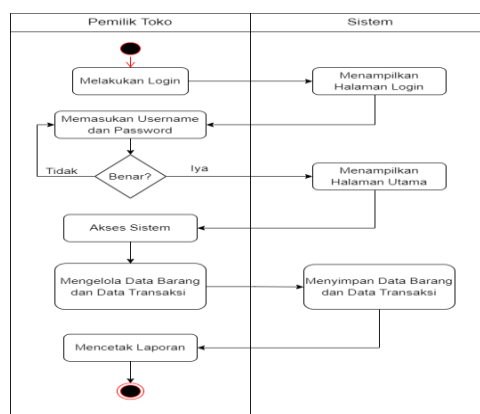 Pemilik Toko
Sistem
Melakukan Login
Menampilkan
Halaman Login
Memasukan Username
dan Password
Tidak
Benar?
Iya
Menampilkan
Halaman Utama
Akses Sistem
Mengelola Data Barang
dan Data Transaksi
Menyimpan Data Barang
dan Data Transaksi
Mencetak Laporan